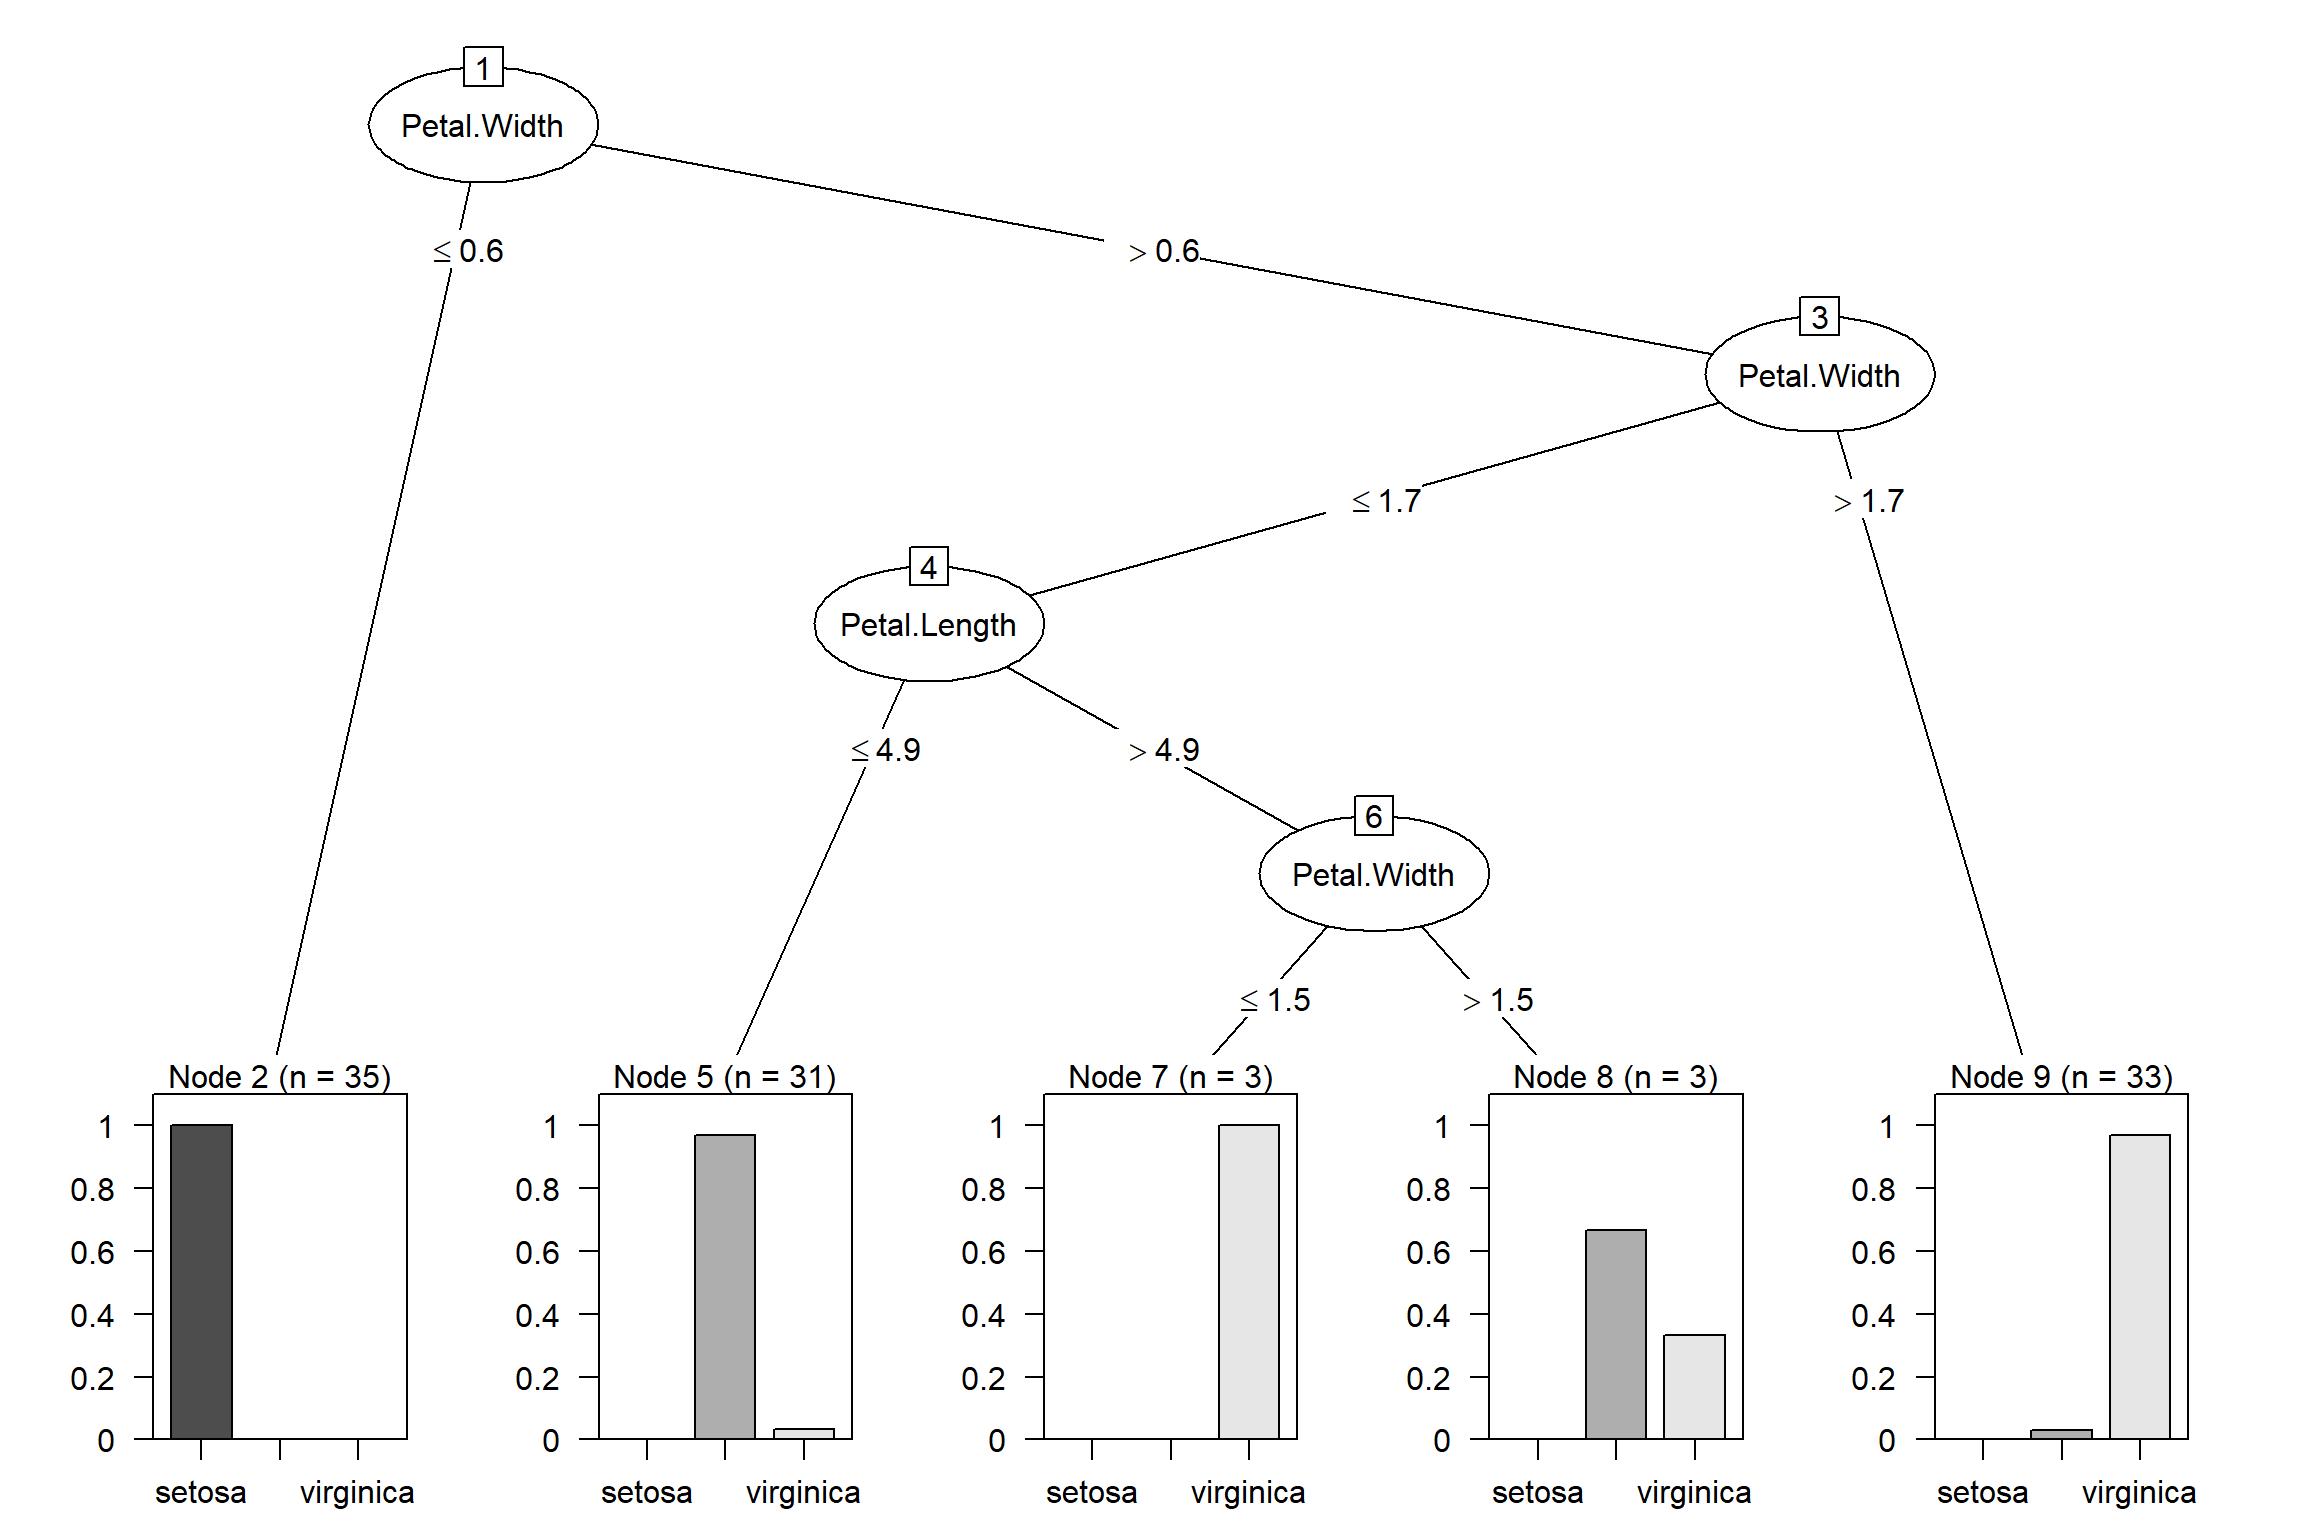 1
Petal.Width
≤ 0.6
> 0.6
3
Petal.Width
≤ 1.7
> 1.7
4
Petal.Length
≤ 4.9
> 4.9
6
Petal.Width
≤ 1.5
> 1.5
Node 2 (n = 35)
1
0.8
0.6
0.4
0.2
0
setosa
virginica
Node 5 (n = 31)
1
0.8
0.6
0.4
0.2
0
setosa
virginica
Node 7 (n = 3)
1
0.8
0.6
0.4
0.2
0
setosa
virginica
Node 8 (n = 3)
1
0.8
0.6
0.4
0.2
0
setosa
virginica
Node 9 (n = 33)
1
0.8
0.6
0.4
0.2
0
setosa
virginica